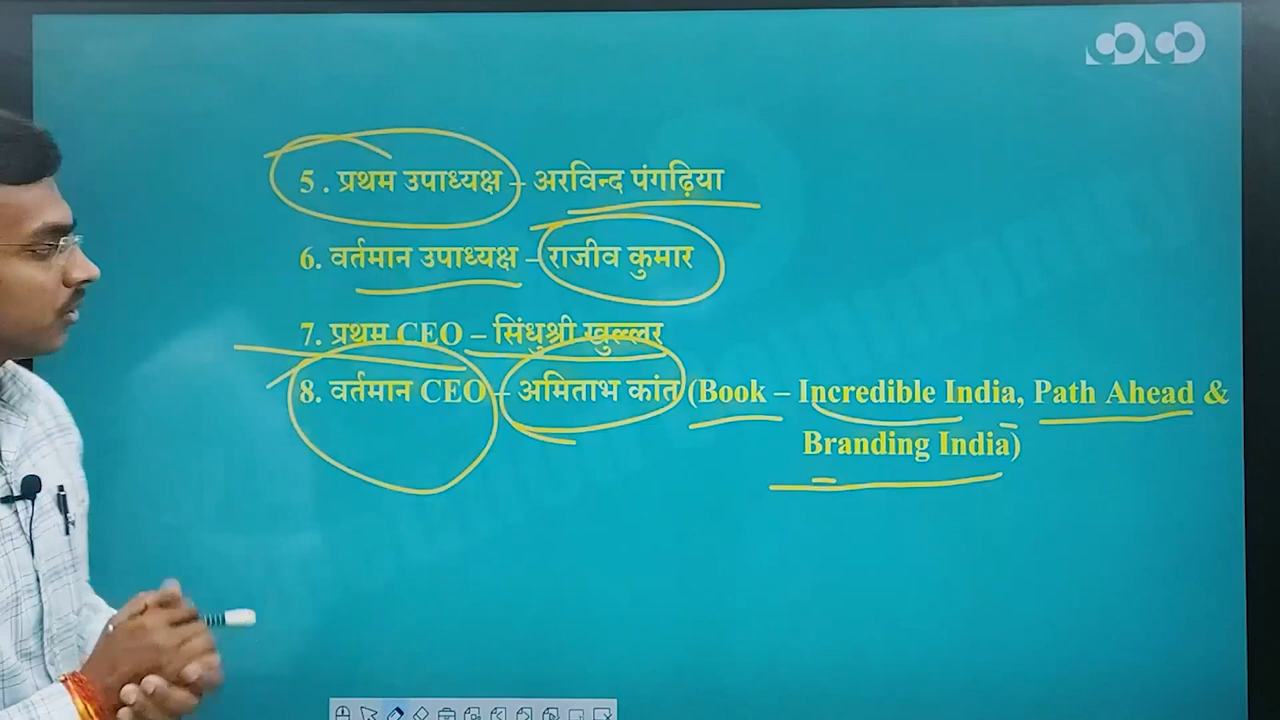 5 . प्रथम उपाध्यक्ष – अरविन्द पंगढ़िया
6. वर्तमान उपाध्यक्ष – राजीव कुमार
7. प्रथम CEO – सिंधुश्री खुल्लर
8. वर्तमान CEO – अमिताभ कांत (Book – Incredible India, Path Ahead &
Branding India)